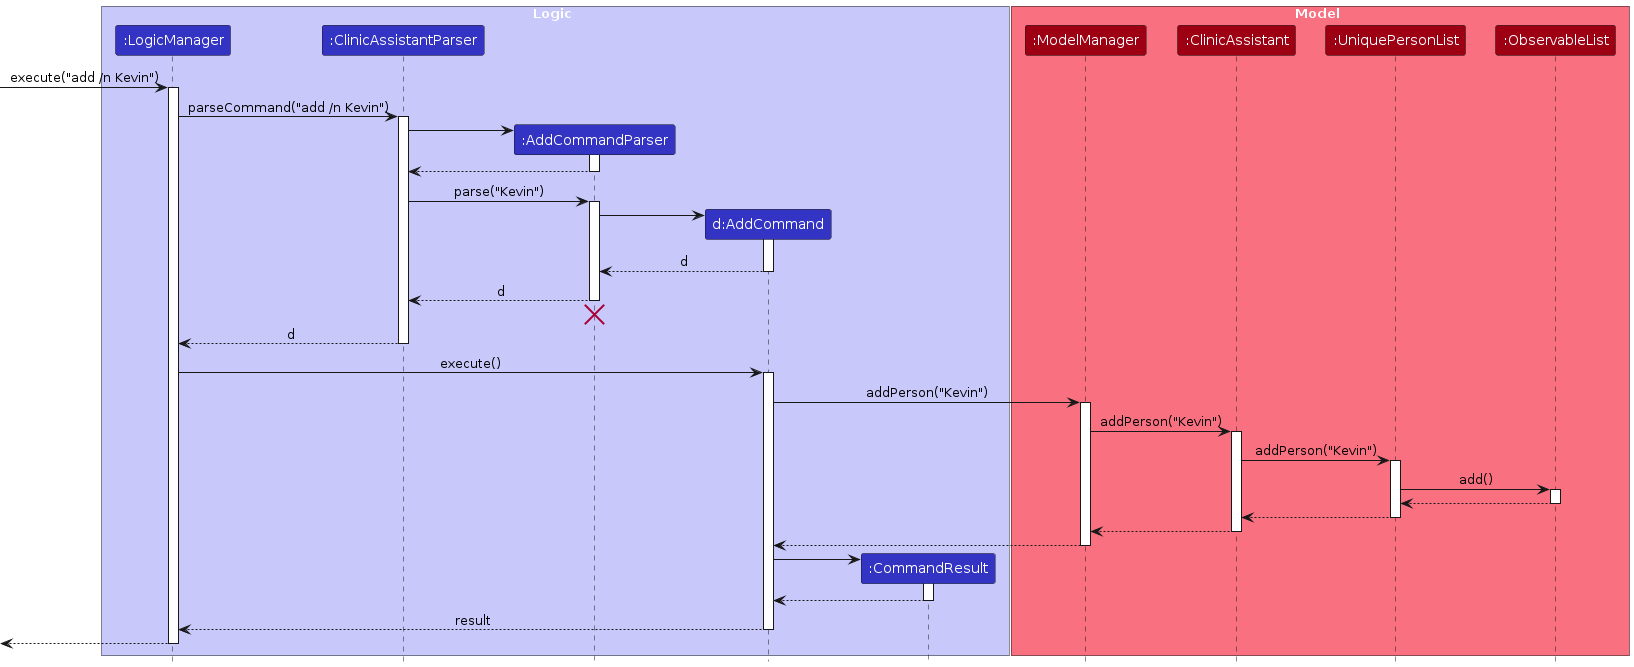 Logic
Model
:LogicManager
:ClinicAssistantParser
:ModelManager
:ClinicAssistant
:UniquePersonList
:ObservableList
execute("add /n Kevin")
parseCommand("add /n Kevin")
:AddCommandParser
parse("Kevin")
d:AddCommand
d
d
d
execute()
addPerson("Kevin")
addPerson("Kevin")
addPerson("Kevin")
add()
:CommandResult
result